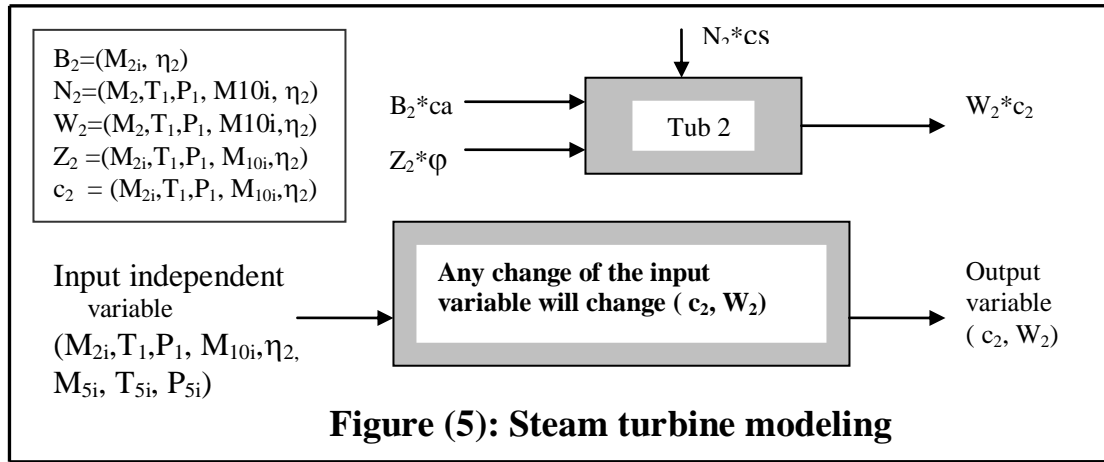 B₂=(M₂ᵢ, η₂)
N₂=(M₂,T₁,P₁, M10i, η₂)
W₂=(M₂,T₁,P₁, M10i,η₂)
Z₂ =(M₂ᵢ,T₁,P₁, M₁₀ᵢ,η₂)
c₂ = (M₂ᵢ,T₁,P₁, M₁₀ᵢ,η₂)
N₂*cs
B₂*ca
Z₂*φ
Tub 2
W₂*c₂
Input independent
variable
(M₂ᵢ,T₁,P₁, M₁₀ᵢ,η₂,
M₅ᵢ, T₅ᵢ, P₅ᵢ)
Any change of the input
variable will change ( c₂, W₂)
Output
variable
( c₂, W₂)
Figure (5): Steam turbine modeling